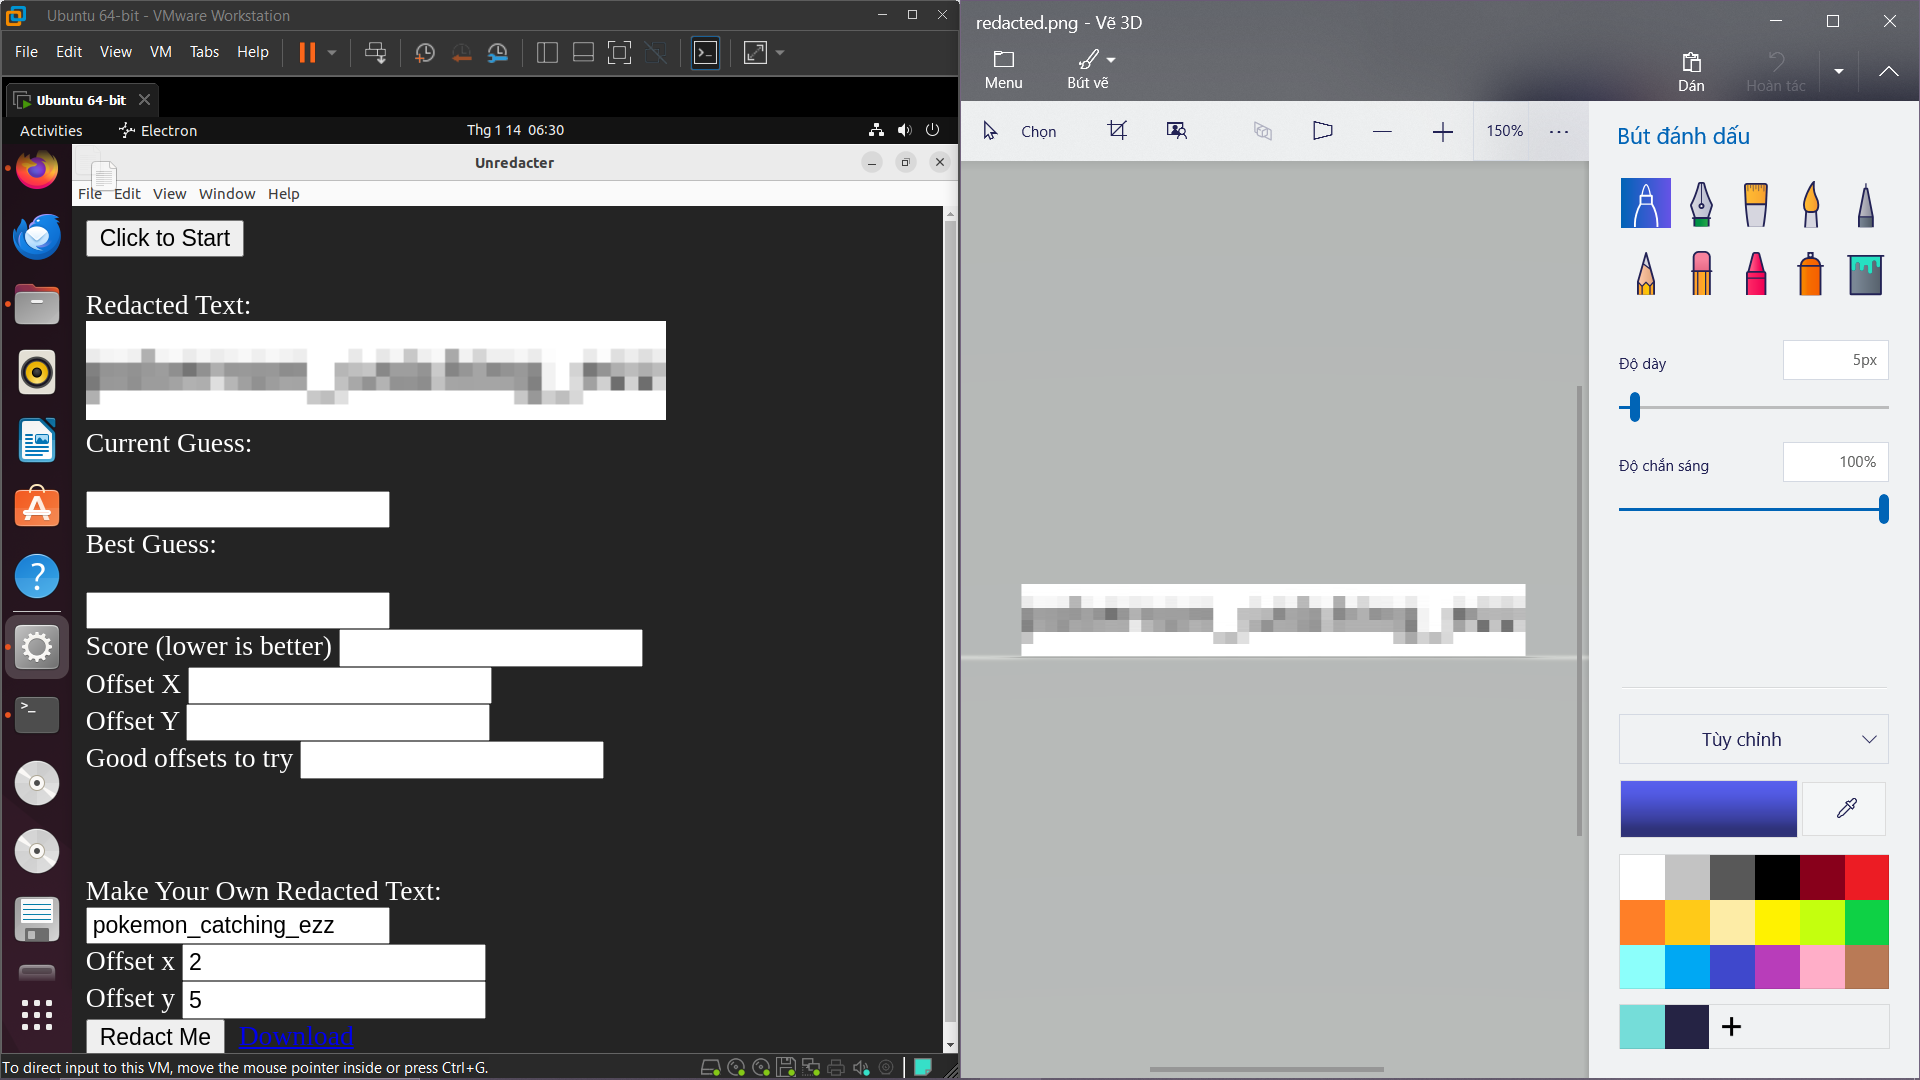 Ubuntu 64-bit - VMware Workstation
File Edit View VM Tabs Help
Ubuntu 64-bit
Activities Electron Thg 1 14 06:30
Unredacter
File Edit View Window Help
Click to Start
Redacted Text:
Current Guess:
Best Guess:
Score (lower is better)
Offset X
Offset Y
Good offsets to try
Make Your Own Redacted Text:
pokemon_catching_ezz
Offset x 2
Offset y 5
Redact Me Download
To direct input to this VM, move the mouse pointer inside or press Ctrl+G.
redacted.png - Vẽ 3D
Menu Bút vẽ Dán Hoàn tác
Chọn 150%
Bút đánh dấu
Độ dày 5px
Độ chắn sáng 100%
Tùy chỉnh